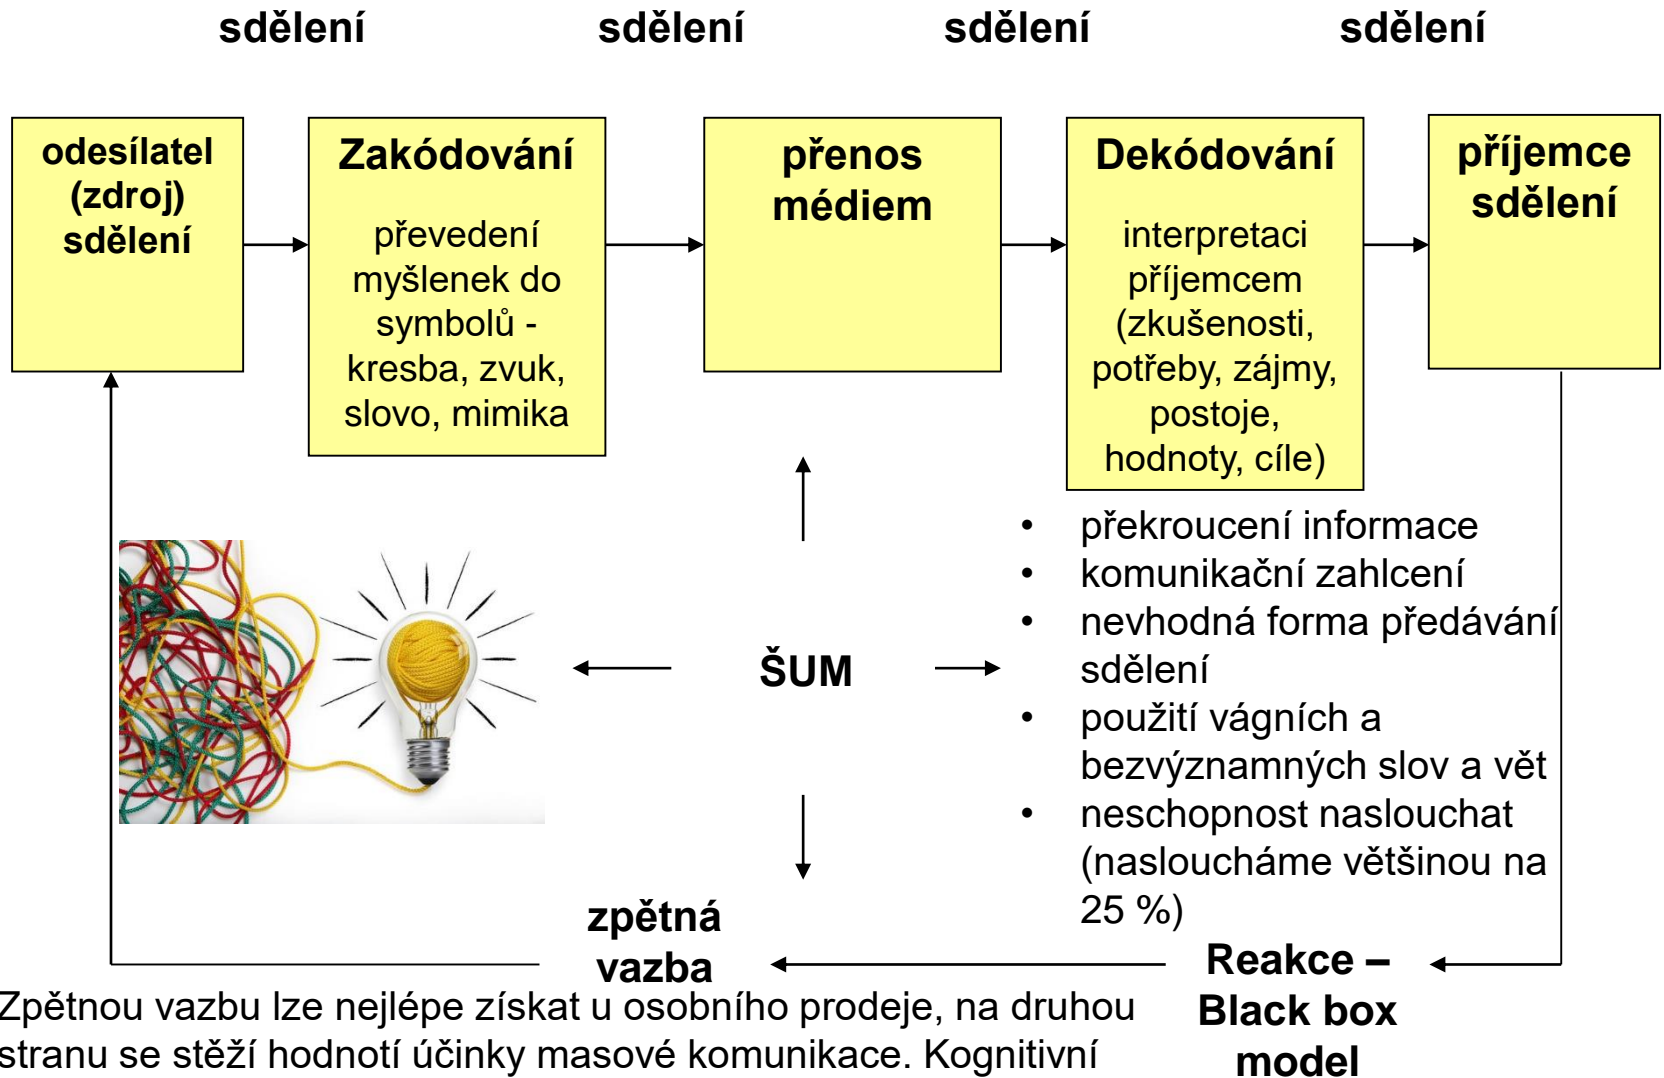 sdělení sdělení sdělení sdělení
odesílatel
(zdroj)
sdělení
Zakódování
převedení
myšlenek do
symbolů -
kresba, zvuk,
slovo, mimika
přenos
médiem
Dekódování
interpretaci
příjemcem
(zkušenosti,
potřeby, zájmy,
postoje,
hodnoty, cíle)
příjemce
sdělení
ŠUM
• překroucení informace
• komunikační zahlcení
• nevhodná forma předávání
sdělení
• použití vágních a
bezvýznamných slov a vět
• neschopnost naslouchat
(nasloucháme většinou na
25 %)
zpětná
vazba
Reakce –
Black box
model
Zpětnou vazbu lze nejlépe získat u osobního prodeje, na druhou
stranu se stěží hodnotí účinky masové komunikace. Kognitivní